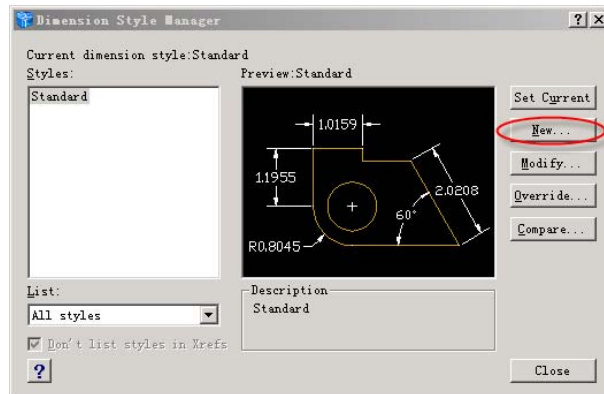 Dimension Style Manager
Current dimension style:Standard
Styles:
Standard
Preview:Standard
1.0159
1.1955
2.0208
60°
R0.8045
Set Current
New...
Modify...
Override...
Compare...
List:
All styles
Don't list styles in Xrefs
Description
Standard
Close